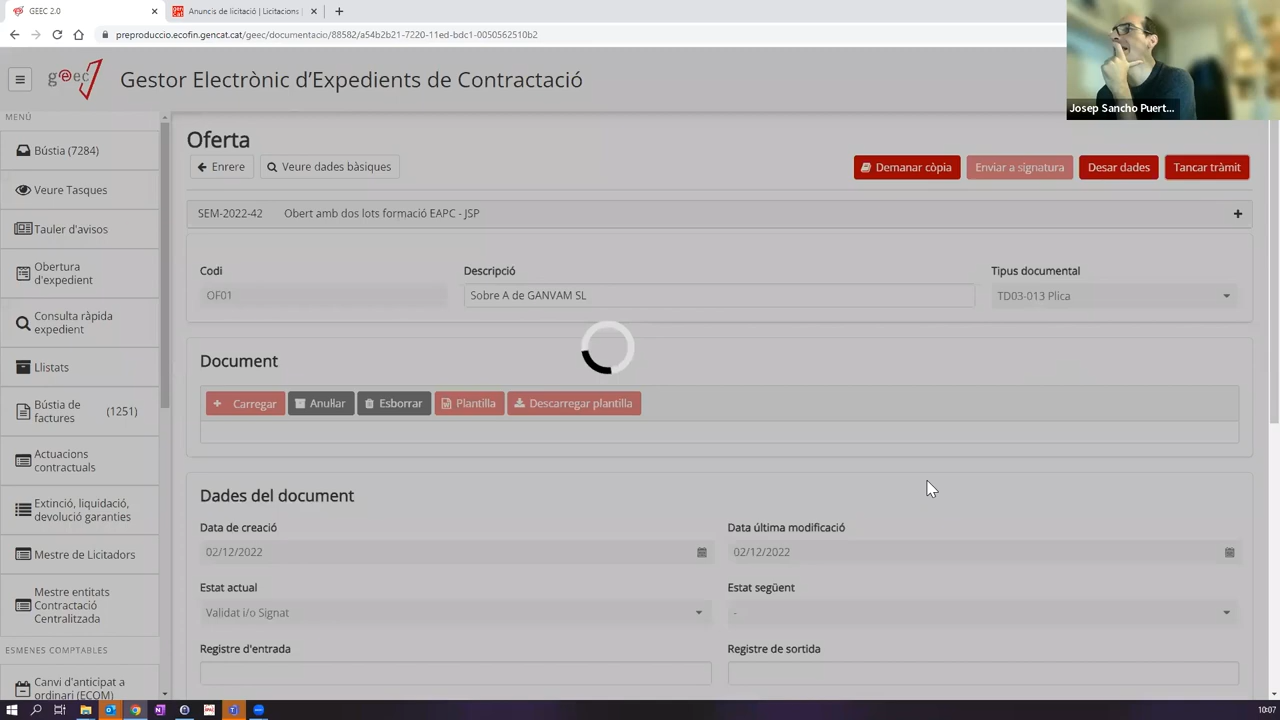 GEEC 2.0
Anuncis de licitació | Licitacions
preproduccio.ecofin.gencat.cat/geec/documentacio/88582/a54b2b21-7220-11ed-bdc1-0050562510b2
Josep Sancho Puert...
geec
Gestor Electrònic d'Expedients de Contractació
MENÚ
Bústia (7284)
Veure Tasques
Tauler d'avisos
Obertura
d'expedient
Consulta ràpida
expedient
Llistats
Bústia de
factures
(1251)
Actuacions
contractuals
Extinció, liquidació,
devolució garanties
Mestre de Licitadors
Mestre entitats
Contractació
Centralitzada
ESMENES COMPTABLES
Canvi d'anticipat a
ordinari (ECOM)
Oferta
Enrere
Veure dades bàsiques
Demanar còpia
Enviar a signatura
Desar dades
Tancar tràmit
SEM-2022-42 Obert amb dos lots formació EAPC - JSP
Codi
Descripció
Tipus documental
OF01
Sobre A de GANVAM SL
TD03-013 Plica
Document
Carregar
Anul·lar
Esborrar
Plantilla
Descarregar plantilla
Dades del document
Data de creació
Data última modificació
02/12/2022
02/12/2022
Estat actual
Estat següent
Validat i/o Signat
-
Registre d'entrada
Registre de sortida
10:07